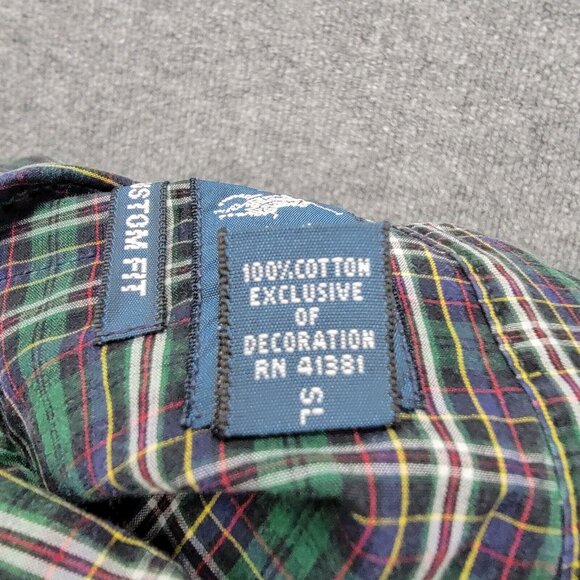 STOM FIT
100% COTTON
EXCLUSIVE
OF
DECORATION
RN 41381
SL